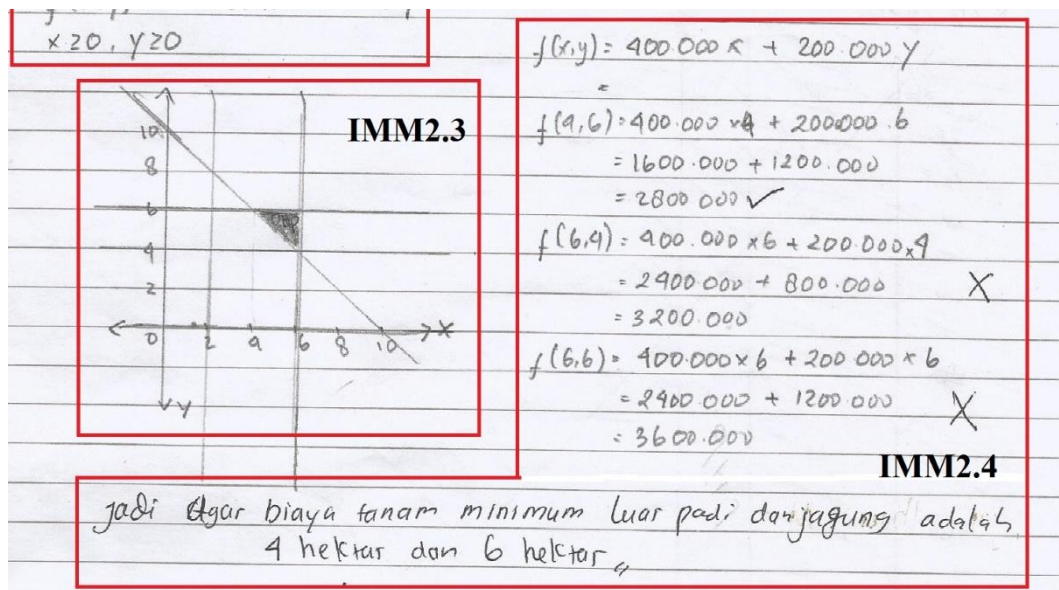 x ≥ 0, y ≥ 0
IMM2.3
10
8
6
4
2
0 2 4 6 8 10 X
Y
f(x,y) = 400.000 x + 200.000 y
=
f(4,6) = 400.000 x 4 + 200.000 . 6
= 1600.000 + 1200.000
= 2800 000 ✓
f(6,4) = 400.000 x 6 + 200.000 x 4
= 2400.000 + 800.000 X
= 3200.000
f(6,6) = 400.000 x 6 + 200 000 x 6
= 2400.000 + 1200.000 X
= 3600.000
IMM2.4
Jadi agar biaya tanam minimum luar padi dan jagung adalah
4 hektar dan 6 hektar